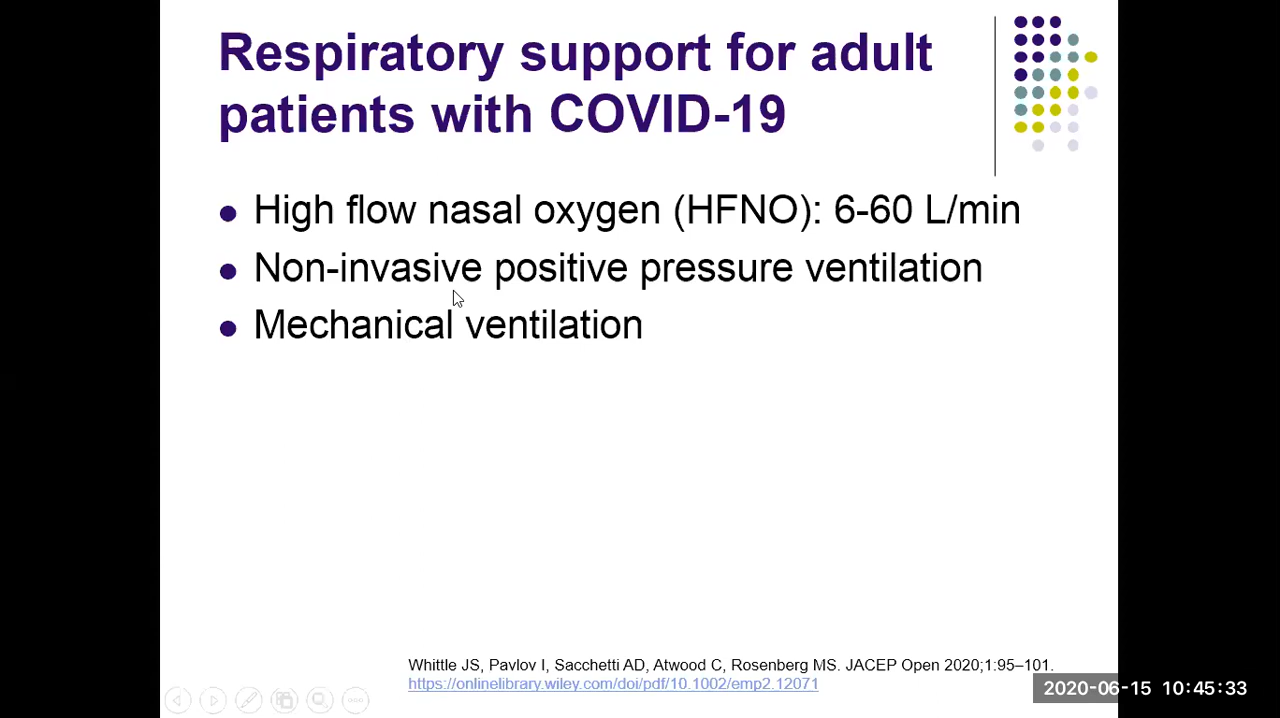 Respiratory support for adult
patients with COVID-19
● High flow nasal oxygen (HFNO): 6-60 L/min
● Non-invasive positive pressure ventilation
● Mechanical ventilation
Whittle JS, Pavlov I, Sacchetti AD, Atwood C, Rosenberg MS. JACEP Open 2020;1:95–101.
https://onlinelibrary.wiley.com/doi/pdf/10.1002/emp2.12071
2020-06-15 10:45:33